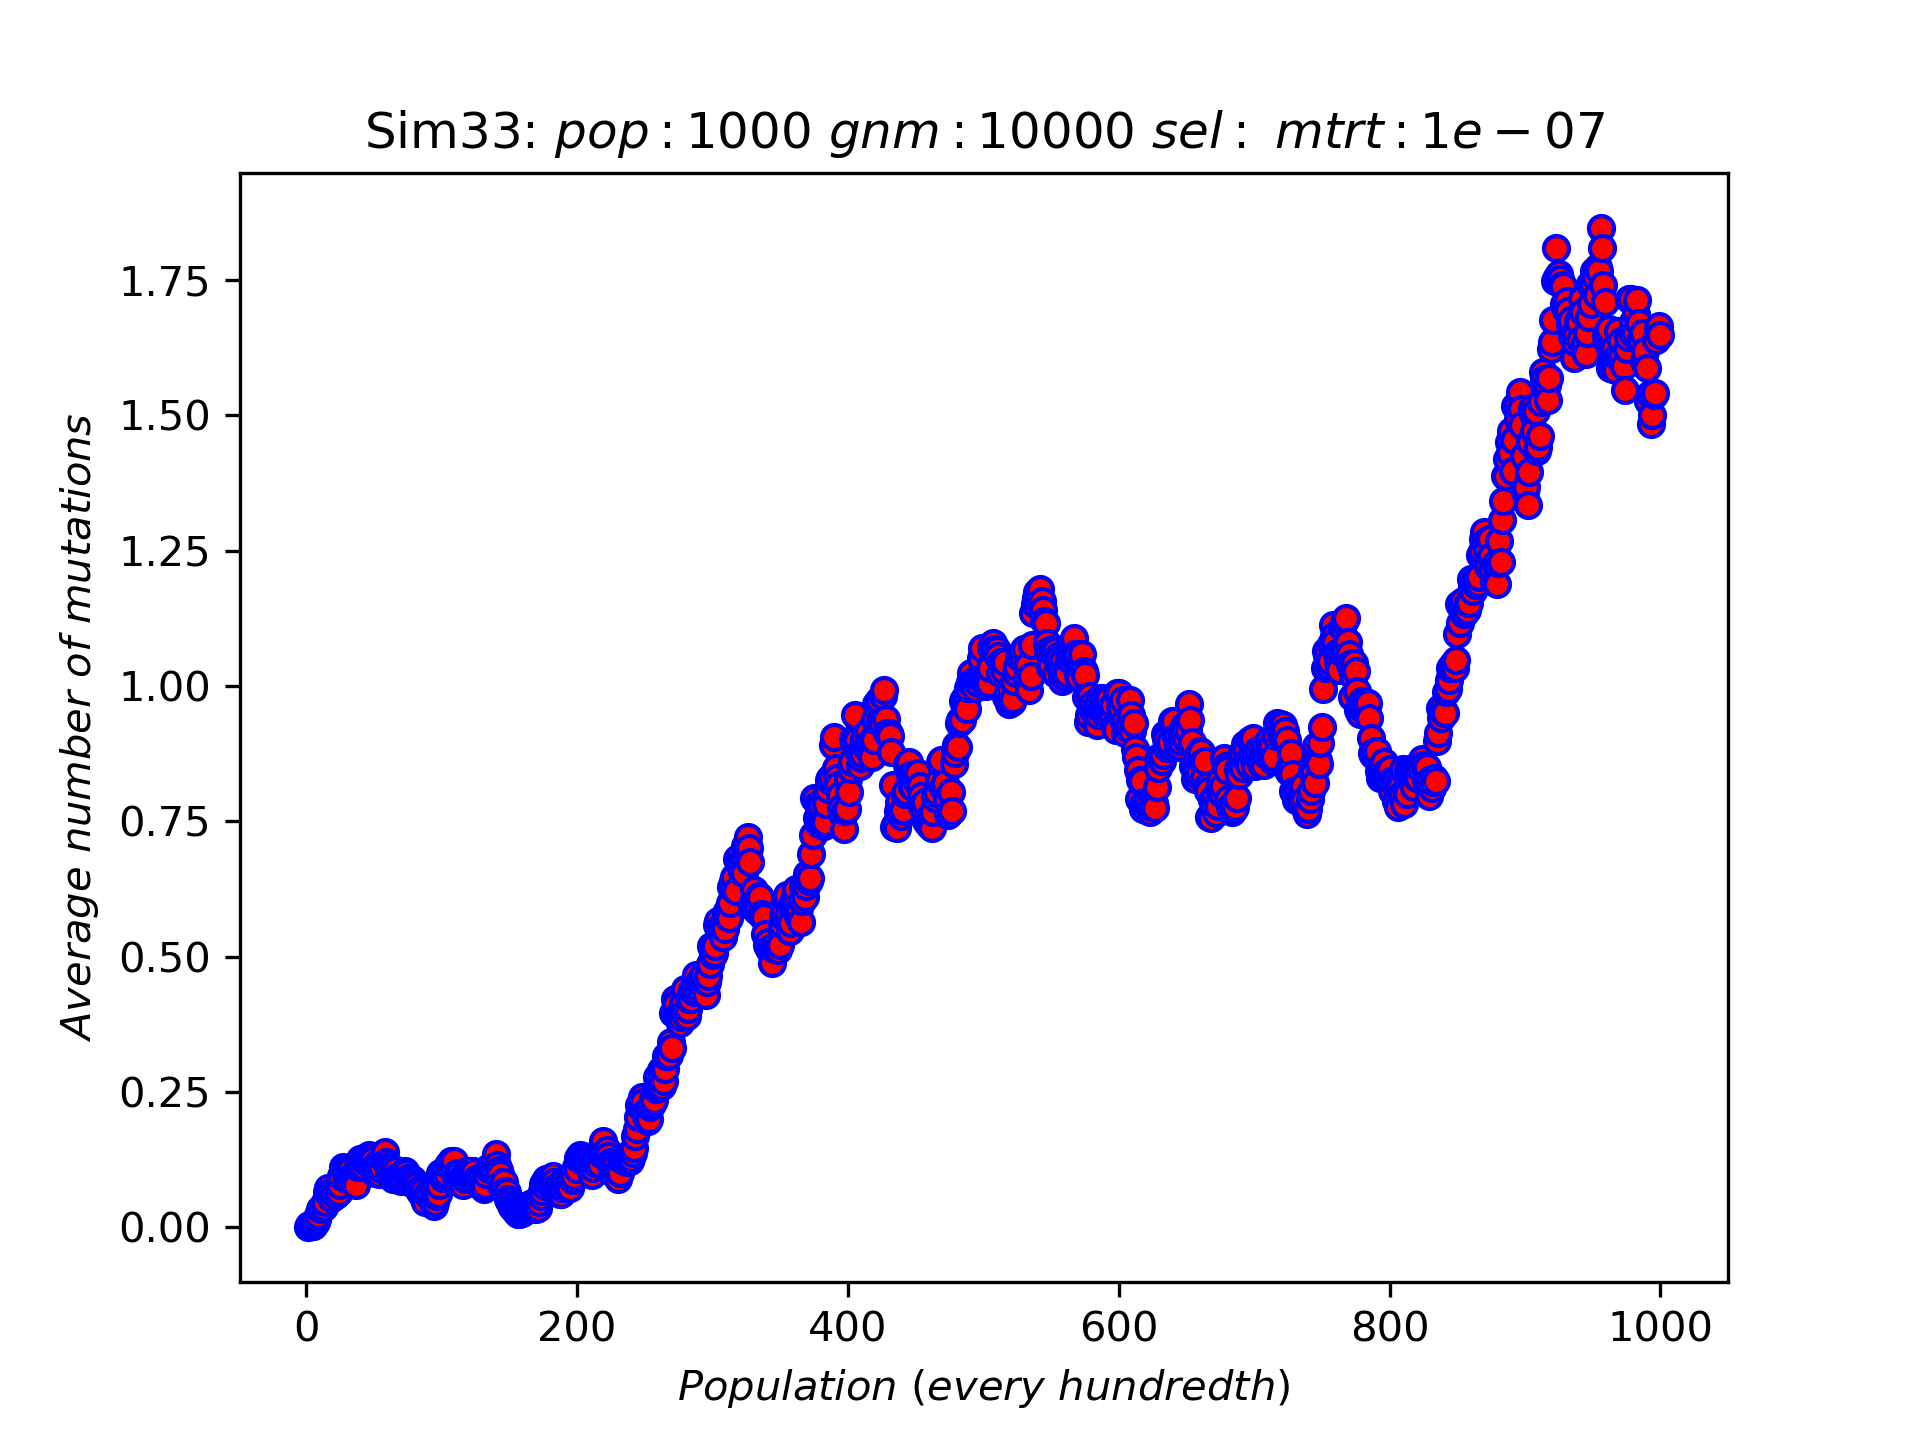 Sim33: pop : 1000 gnm : 10000 sel : mtrt : 1e − 07
Average number of mutations
1.75
1.50
1.25
1.00
0.75
0.50
0.25
0.00
0 200 400 600 800 1000
Population (every hundredth)